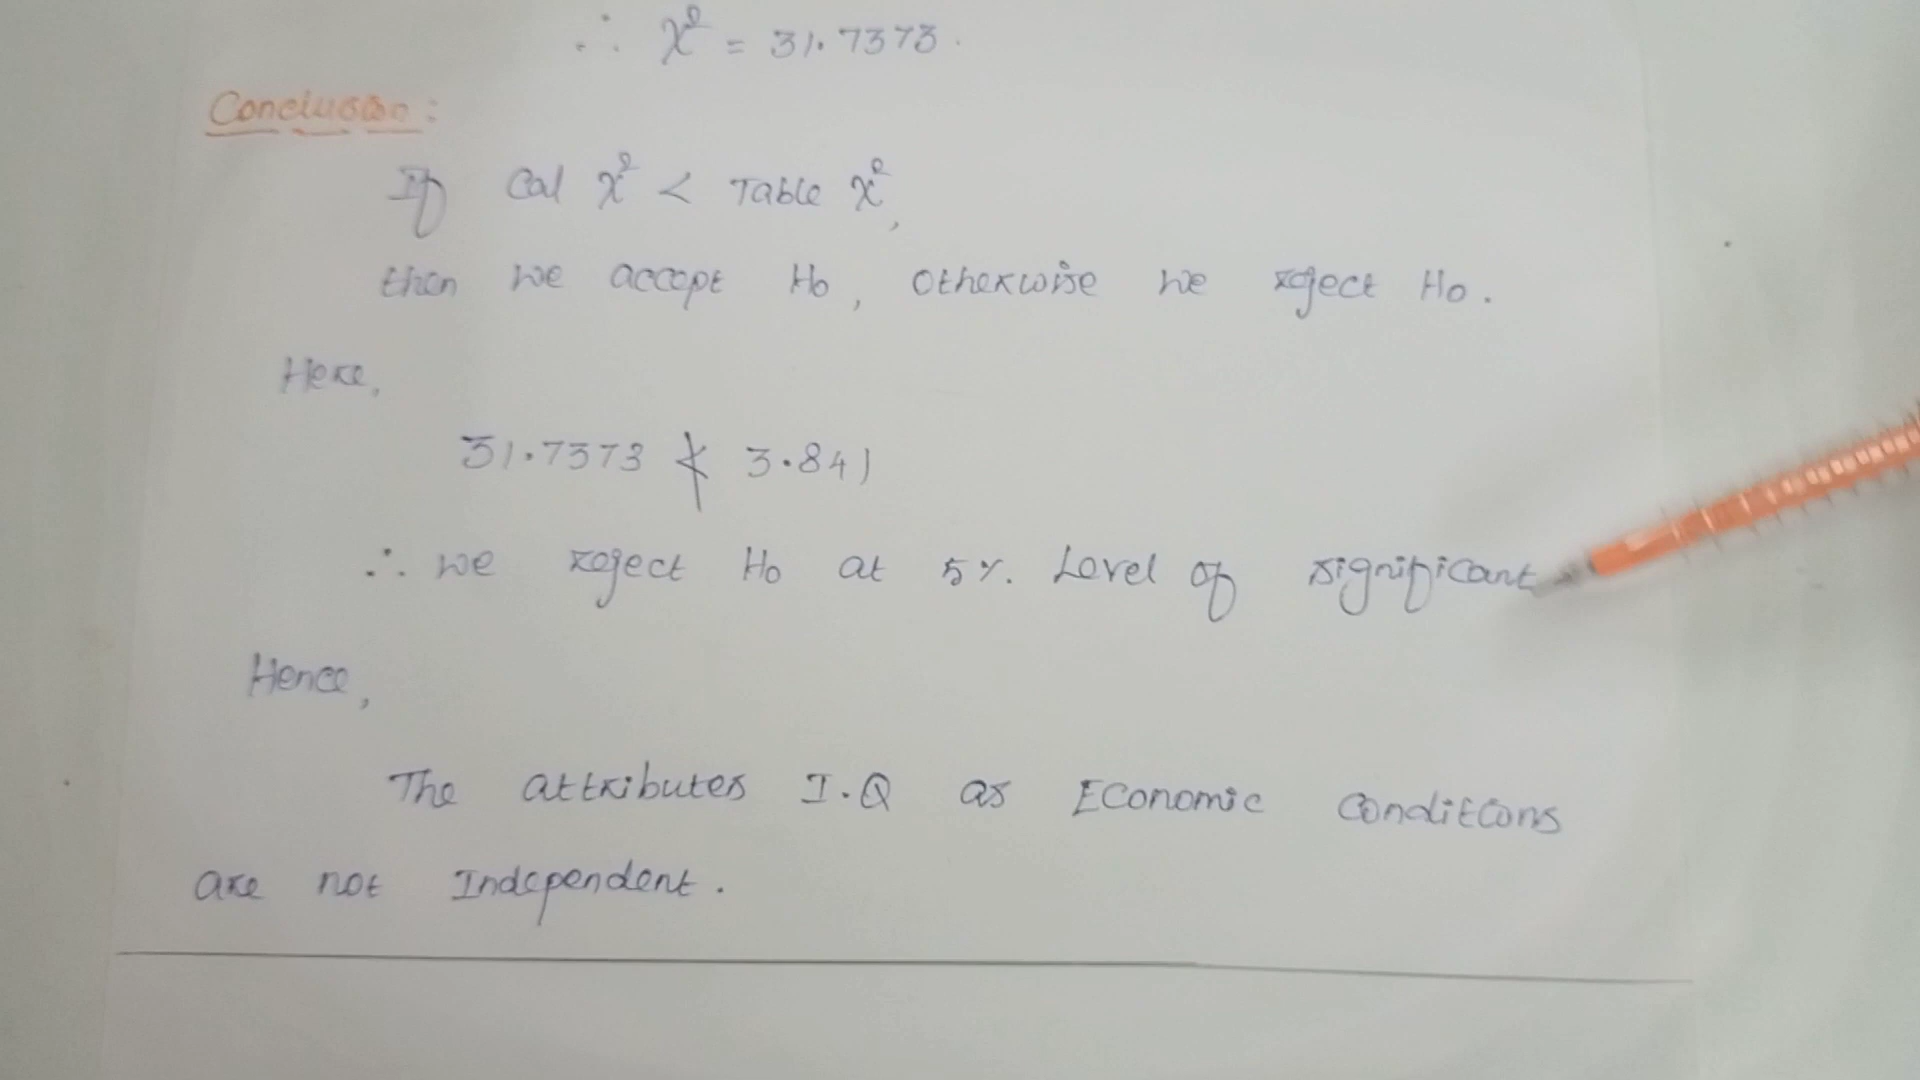 ∴ χ² = 31.7373.
Conclusion:
If Cal χ² < Table χ²,
then we accept H₀, otherwise we reject H₀.
Here,
31.7373 ≮ 3.841
∴ we reject H₀ at 5%. Level of significant
Hence,
The attributes I.Q as Economic Conditions
are not Independent.